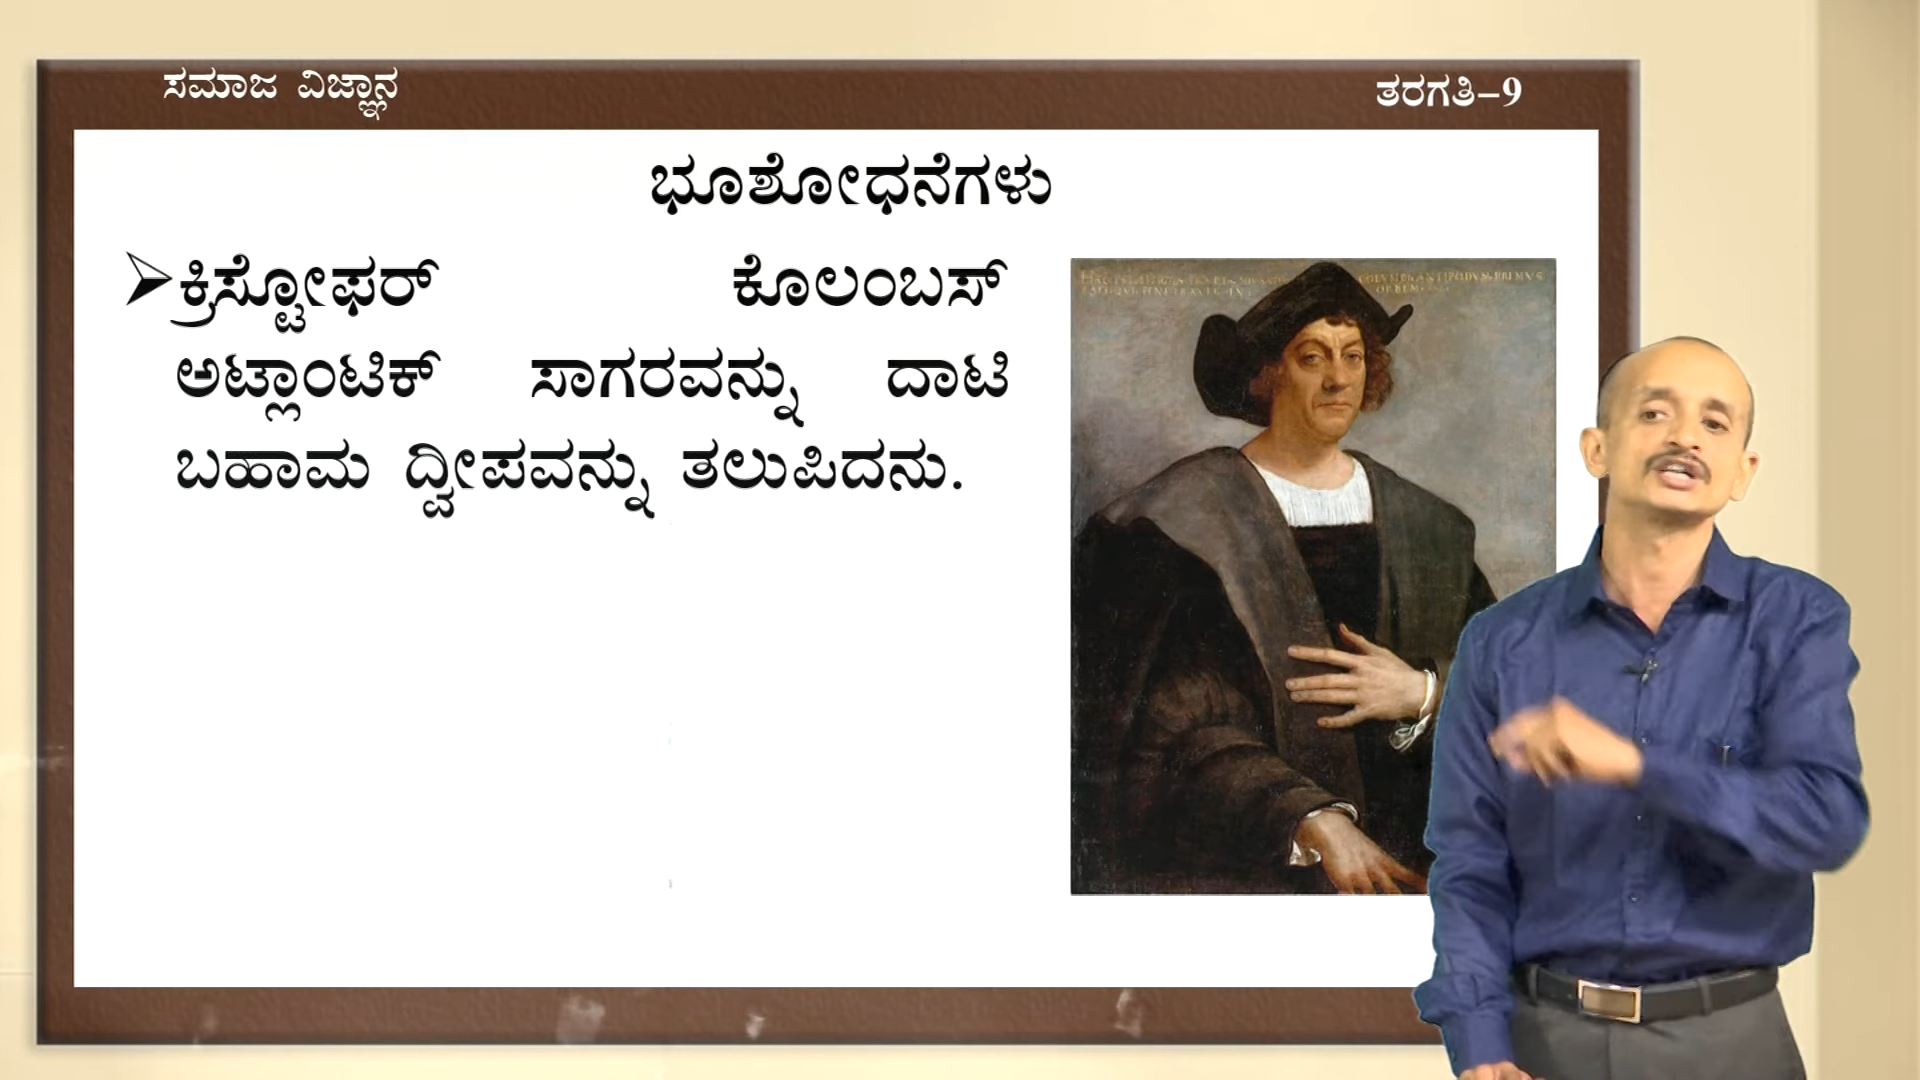 ಸಮಾಜ ವಿಜ್ಞಾನ
ತರಗತಿ-9
ಭೂಶೋಧನೆಗಳು
➢ಕ್ರಿಸ್ಟೋಫರ್ ಕೊಲಂಬಸ್
ಅಟ್ಲಾಂಟಿಕ್ ಸಾಗರವನ್ನು ದಾಟಿ
ಬಹಾಮ ದ್ವೀಪವನ್ನು ತಲುಪಿದನು.